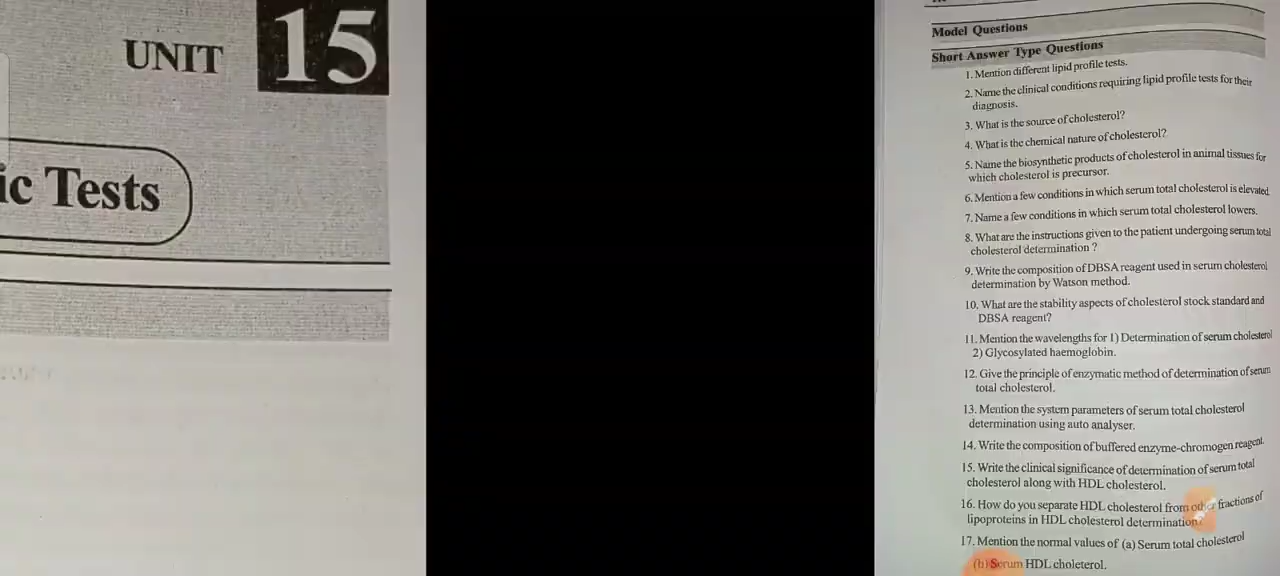 UNIT 15
ic Tests
Model Questions
Short Answer Type Questions
1. Mention different lipid profile tests.
2. Name the clinical conditions requiring lipid profile tests for their
diagnosis.
3. What is the source of cholesterol?
4. What is the chemical nature of cholesterol?
5. Name the biosynthetic products of cholesterol in animal tissues for
which cholesterol is precursor.
6. Mention a few conditions in which serum total cholesterol is elevated
7. Name a few conditions in which serum total cholesterol lowers.
8. What are the instructions given to the patient undergoing serum total
cholesterol determination ?
9. Write the composition of DBSA reagent used in serum cholesterol
determination by Watson method.
10. What are the stability aspects of cholesterol stock standard and
DBSA reagent?
11. Mention the wavelengths for 1) Determination of serum cholesterol
2) Glycosylated haemoglobin.
12. Give the principle of enzymatic method of determination of serum
total cholesterol.
13. Mention the system parameters of serum total cholesterol
determination using auto analyser.
14. Write the composition of buffered enzyme-chromogen reagent.
15. Write the clinical significance of determination of serum total
cholesterol along with HDL cholesterol.
16. How do you separate HDL cholesterol from other fractions of
lipoproteins in HDL cholesterol determination.
17. Mention the normal values of (a) Serum total cholesterol
(b) Serum HDL choleterol.